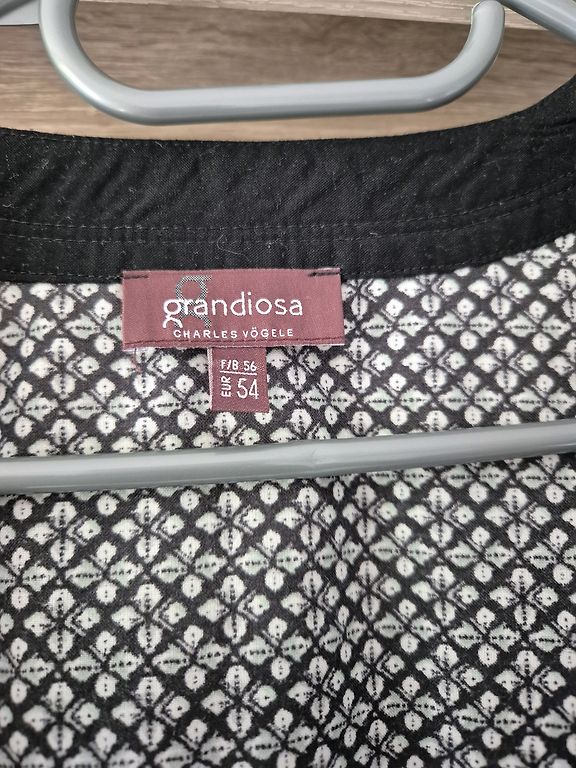 grandiosa
CHARLES VÖGELE
F/B 56
EUR 54